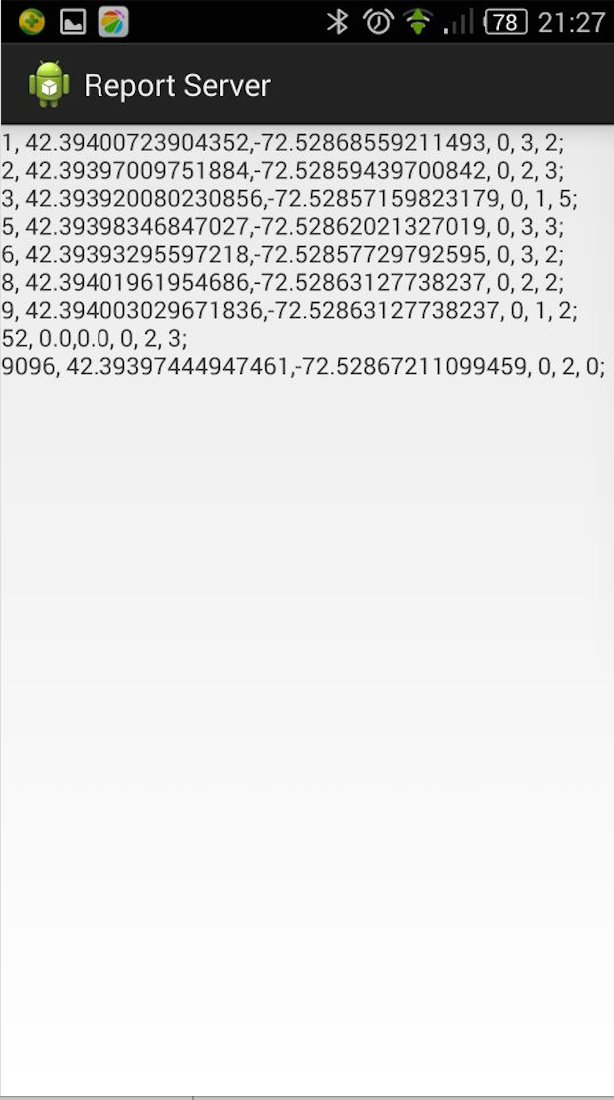 78 21:27
Report Server
1, 42.39400723904352,-72.52868559211493, 0, 3, 2;
2, 42.39397009751884,-72.52859439700842, 0, 2, 3;
3, 42.393920080230856,-72.52857159823179, 0, 1, 5;
5, 42.39398346847027,-72.52862021327019, 0, 3, 3;
6, 42.39393295597218,-72.52857729792595, 0, 3, 2;
8, 42.39401961954686,-72.52863127738237, 0, 2, 2;
9, 42.394003029671836,-72.52863127738237, 0, 1, 2;
52, 0.0,0.0, 0, 2, 3;
9096, 42.39397444947461,-72.52867211099459, 0, 2, 0;